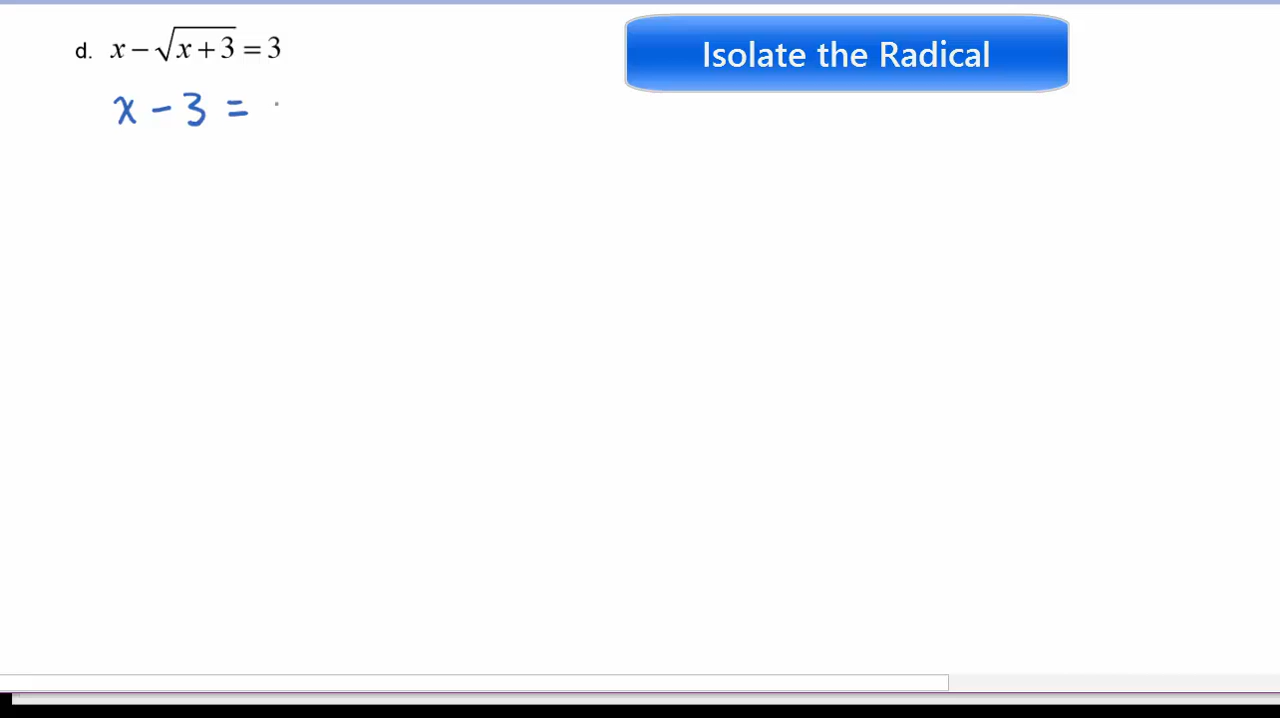 d. x − √(x + 3) = 3
Isolate the Radical
x − 3 =